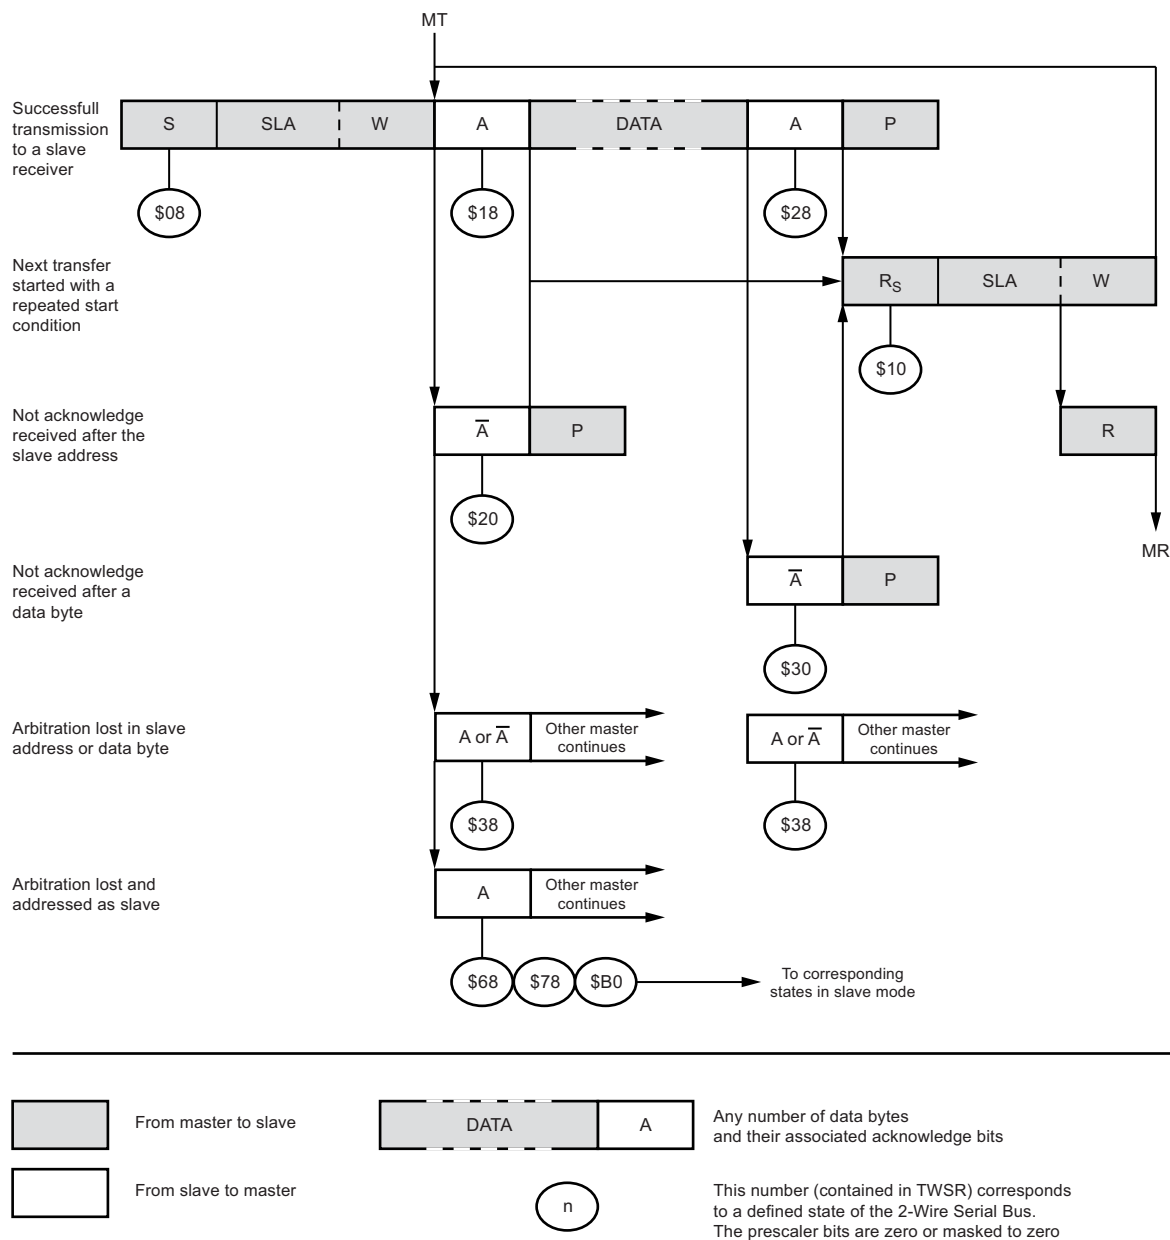 MT
Successfull
transmission
to a slave
receiver
S SLA W A DATA A P
$08 $18 $28
Next transfer
started with a
repeated start
condition
RS SLA W
$10
Not acknowledge
received after the
slave address
A P
R
$20
MR
Not acknowledge
received after a
data byte
A P
$30
Arbitration lost in slave
address or data byte
A or A
Other master
continues
A or A
Other master
continues
$38 $38
Arbitration lost and
addressed as slave
A
Other master
continues
$68 $78 $B0
To corresponding
states in slave mode
From master to slave
DATA A
Any number of data bytes
and their associated acknowledge bits
From slave to master
n
This number (contained in TWSR) corresponds
to a defined state of the 2-Wire Serial Bus.
The prescaler bits are zero or masked to zero